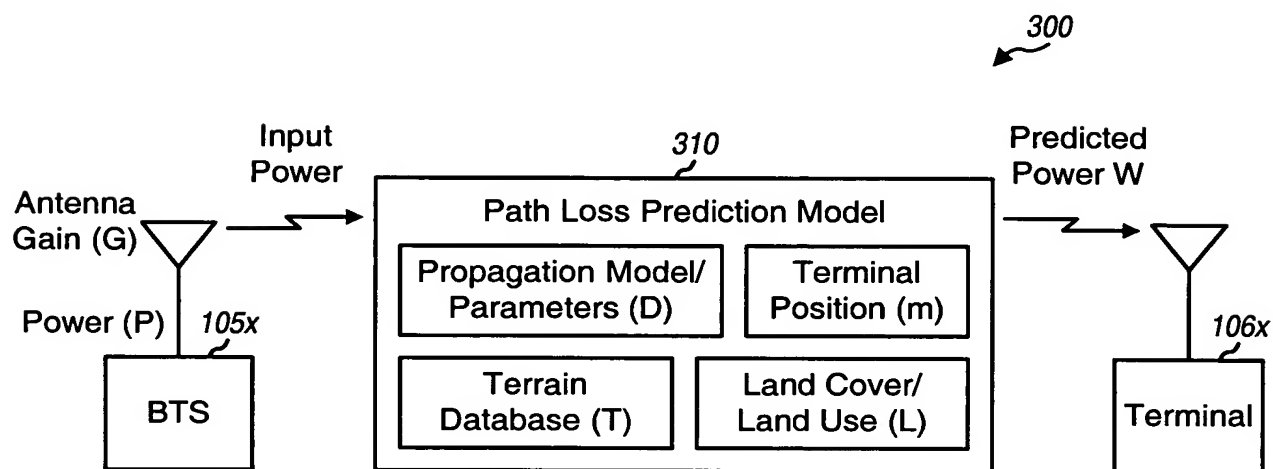 300
Input
Power
310
Predicted
Power W
Antenna
Gain (G)
Path Loss Prediction Model
Propagation Model/
Parameters (D)
Terminal
Position (m)
Power (P)
105x
106x
Terrain
Database (T)
Land Cover/
Land Use (L)
BTS
Terminal